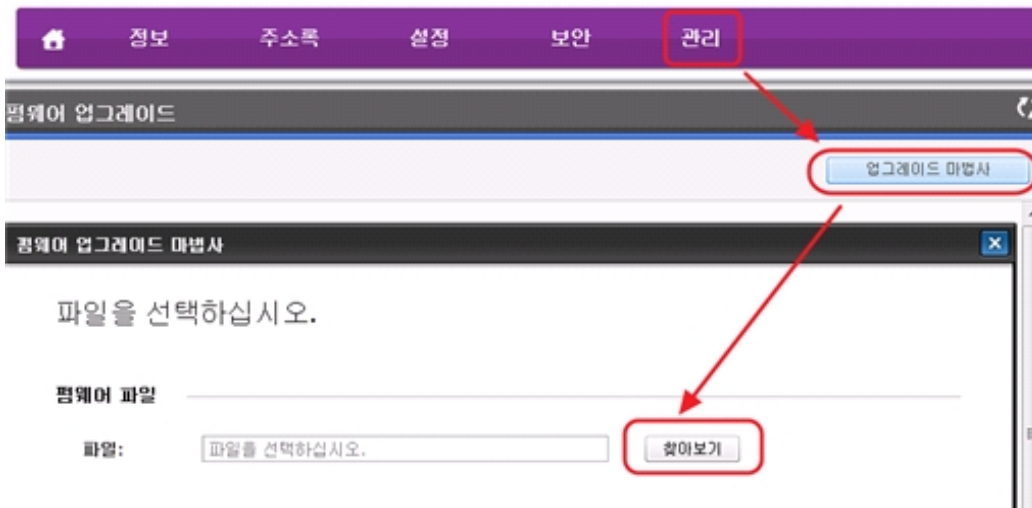 정보 주소록 설정 보안 관리
펌웨어 업그레이드
업그레이드 마법사
펌웨어 업그레이드 마법사
파일을 선택하십시오.
펌웨어 파일
파일: 파일을 선택하십시오. 찾아보기